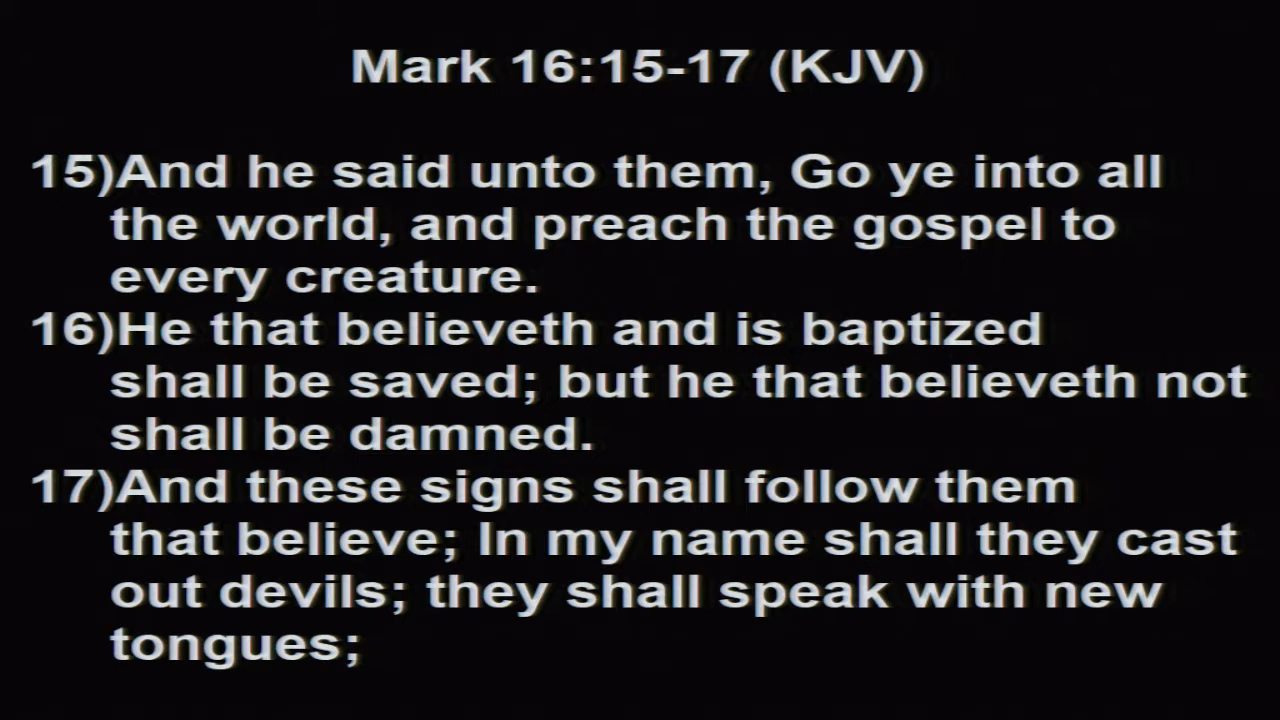 Mark 16:15-17 (KJV)
15)And he said unto them, Go ye into all
the world, and preach the gospel to
every creature.
16)He that believeth and is baptized
shall be saved; but he that believeth not
shall be damned.
17)And these signs shall follow them
that believe; In my name shall they cast
out devils; they shall speak with new
tongues;